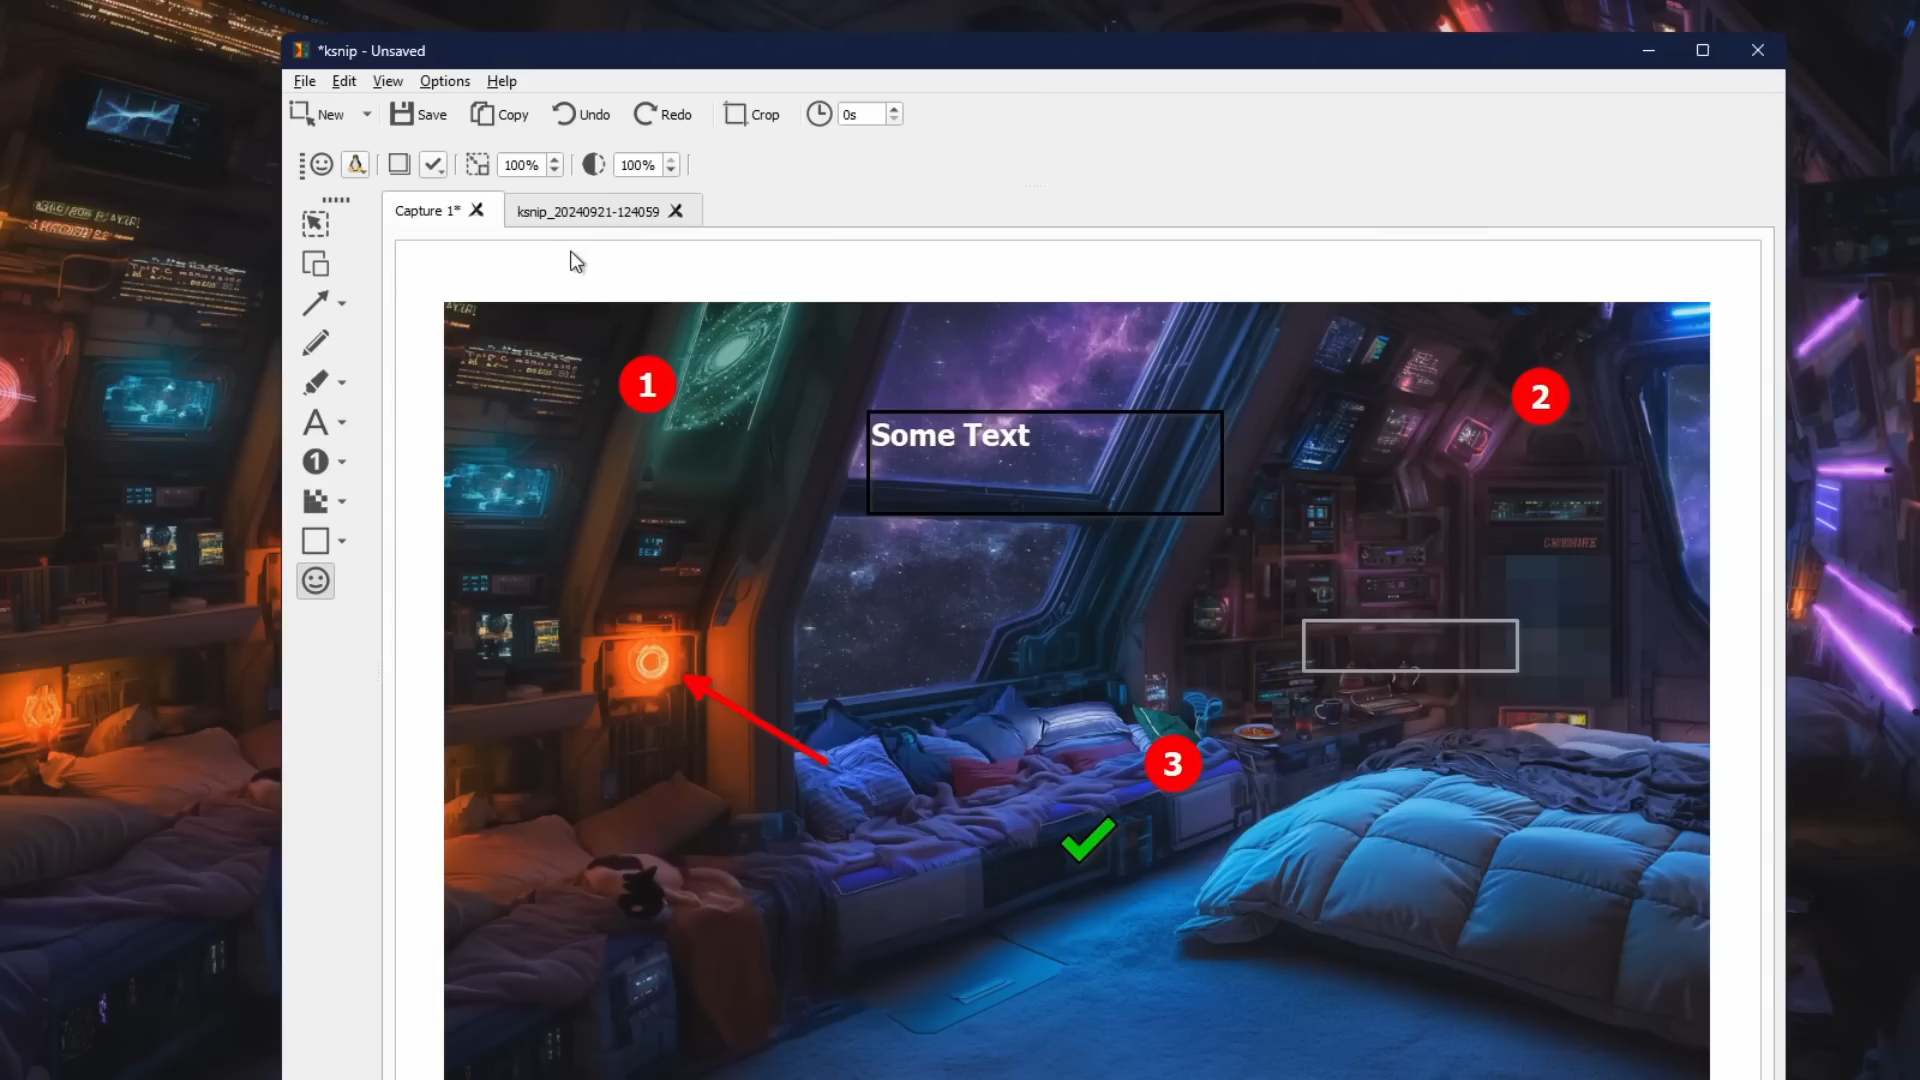 *ksnip - Unsaved
File Edit View Options Help
New Save Copy Undo Redo Crop 0s
100% 100%
Capture 1* ksnip_20240921-124059
1
2
Some Text
A
1
3